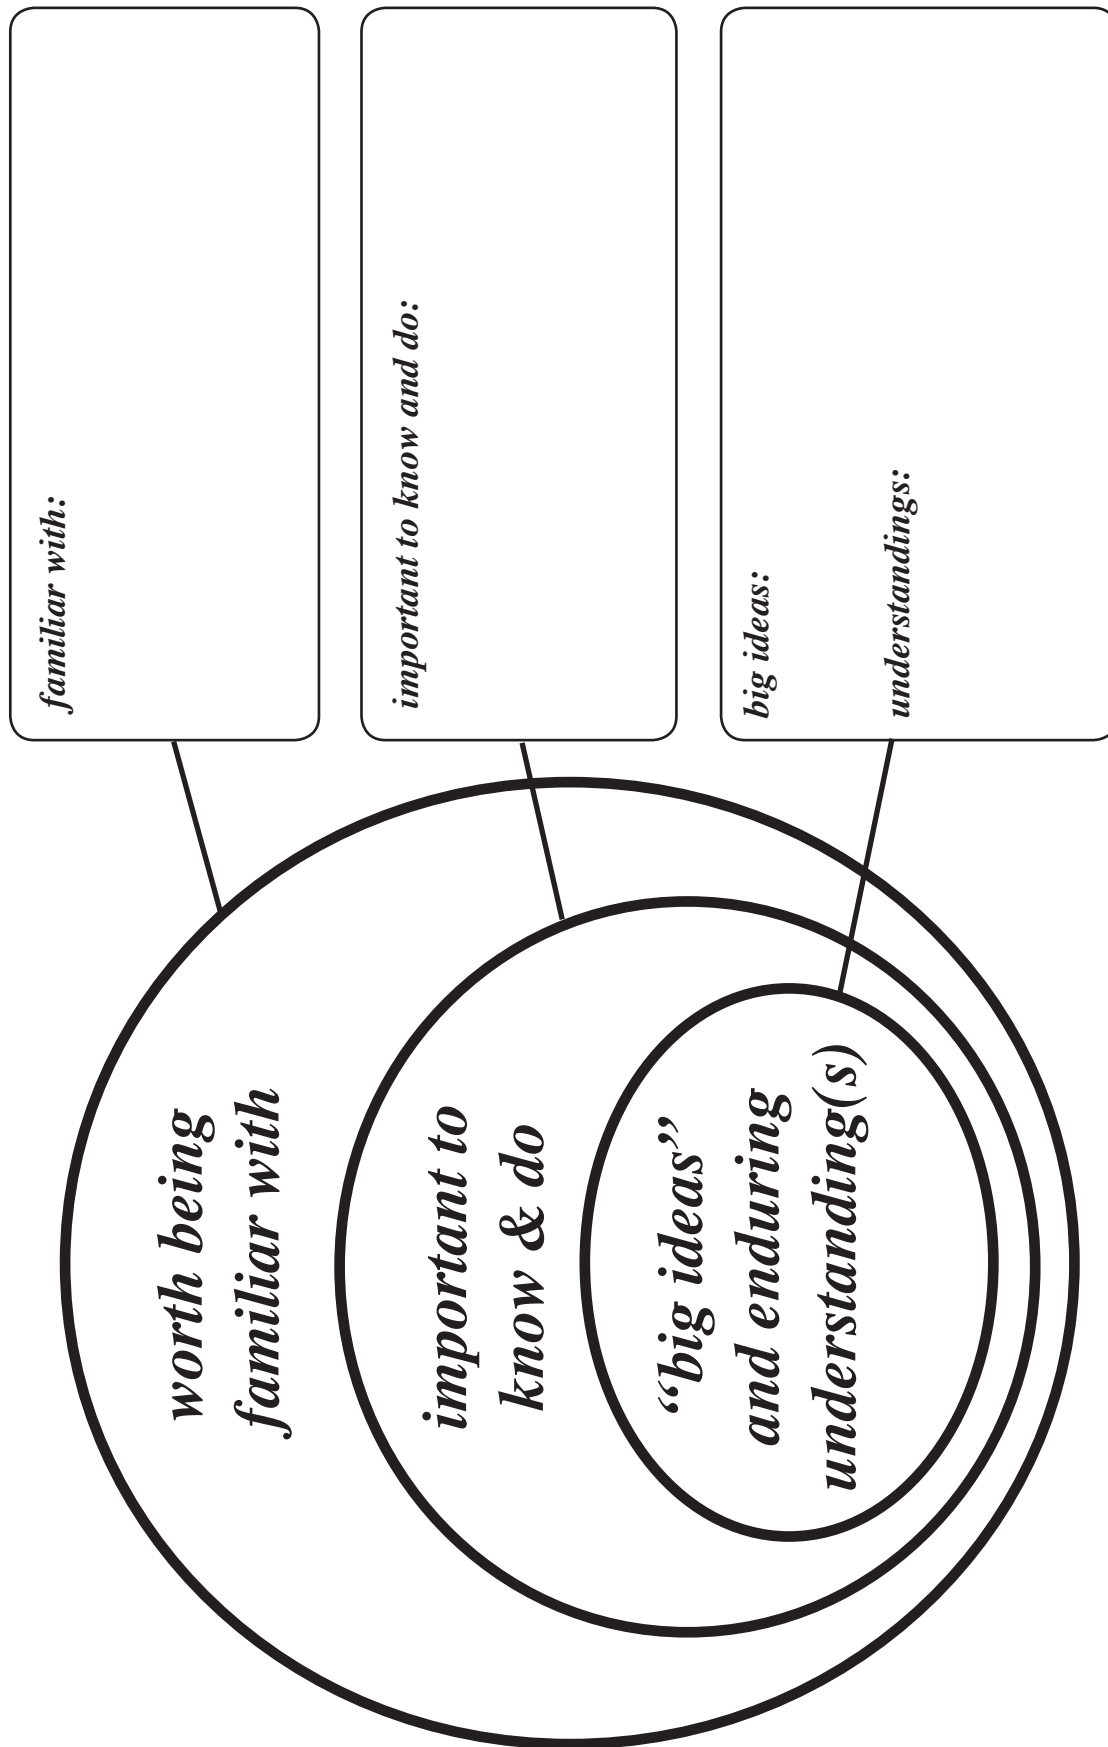 worth being
familiar with
important to
know & do
“big ideas”
and enduring
understanding(s)
familiar with:
important to know and do:
big ideas:
understandings: